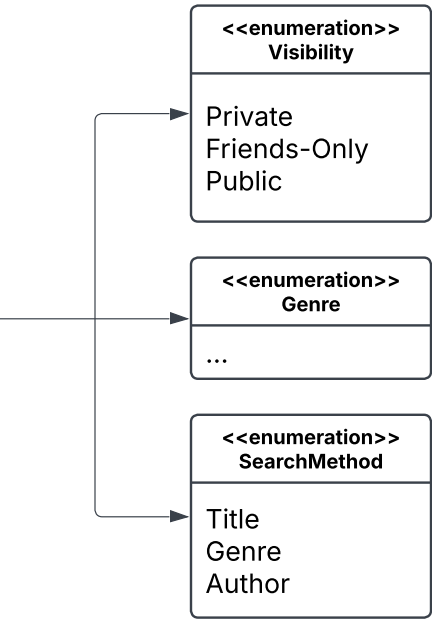 <<enumeration>>
Visibility
Private
Friends-Only
Public
<<enumeration>>
Genre
...
<<enumeration>>
SearchMethod
Title
Genre
Author